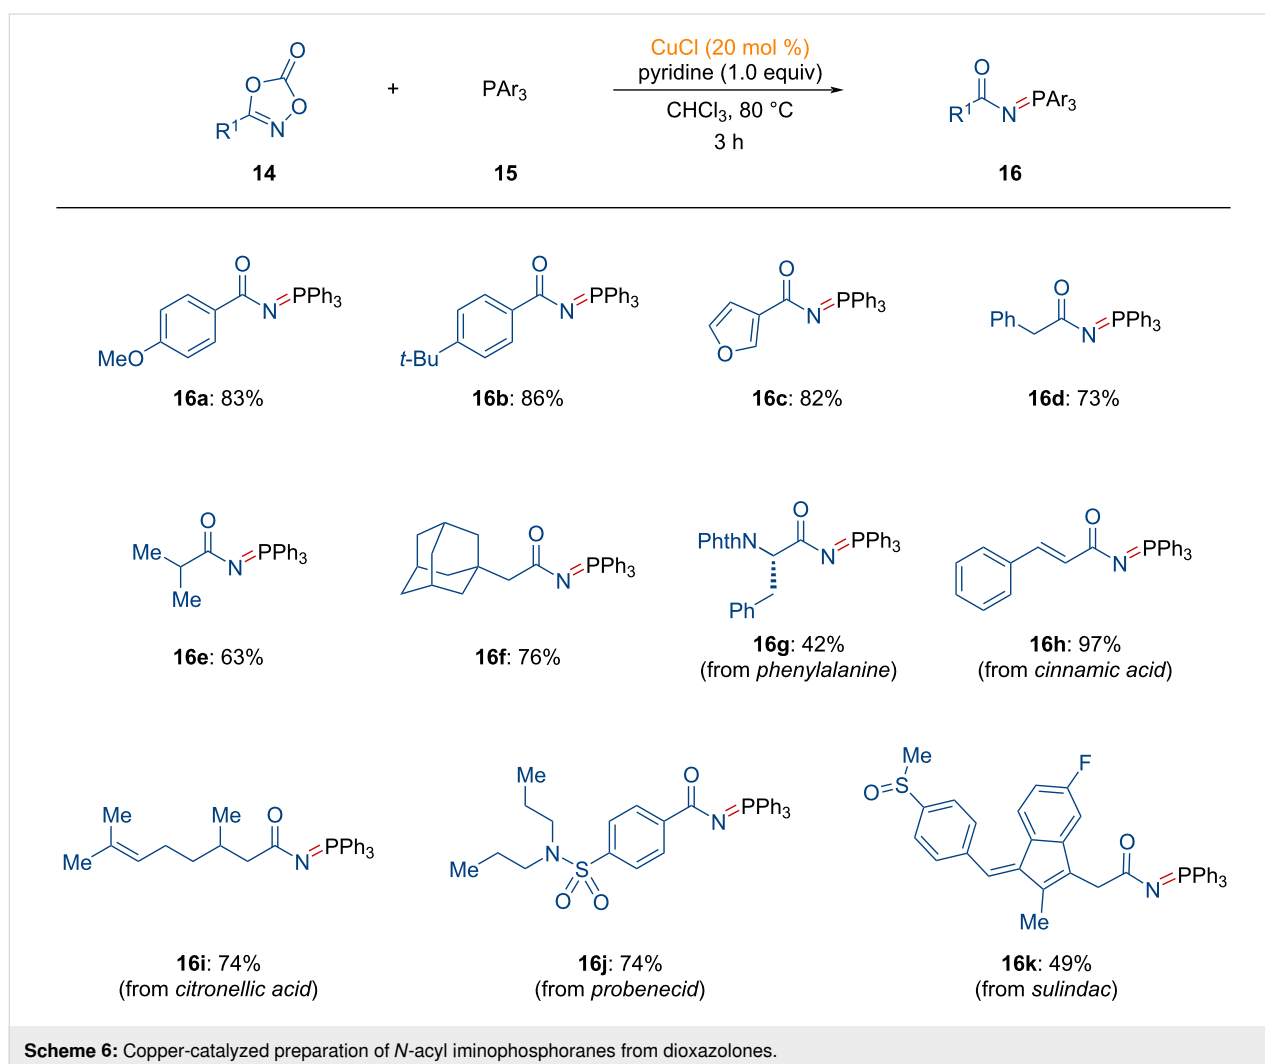 CuCl (20 mol %)
pyridine (1.0 equiv)
CHCl3, 80 °C
3 h
O
O
O
N
R1
+
PAr3
O
R1
N
PAr3
14
15
16
O
N
PPh3
MeO
16a: 83%
O
N
PPh3
t-Bu
16b: 86%
O
N
PPh3
O
16c: 82%
O
Ph
N
PPh3
16d: 73%
O
Me
N
PPh3
Me
16e: 63%
O
N
PPh3
16f: 76%
O
PhthN
N
PPh3
Ph
16g: 42%
(from phenylalanine)
O
N
PPh3
16h: 97%
(from cinnamic acid)
Me
Me
O
Me
N
PPh3
16i: 74%
(from citronellic acid)
Me
O
N
PPh3
Me
N
S
O
O
16j: 74%
(from probenecid)
Me
O
S
F
O
N
PPh3
Me
16k: 49%
(from sulindac)
Scheme 6: Copper-catalyzed preparation of N-acyl iminophosphoranes from dioxazolones.